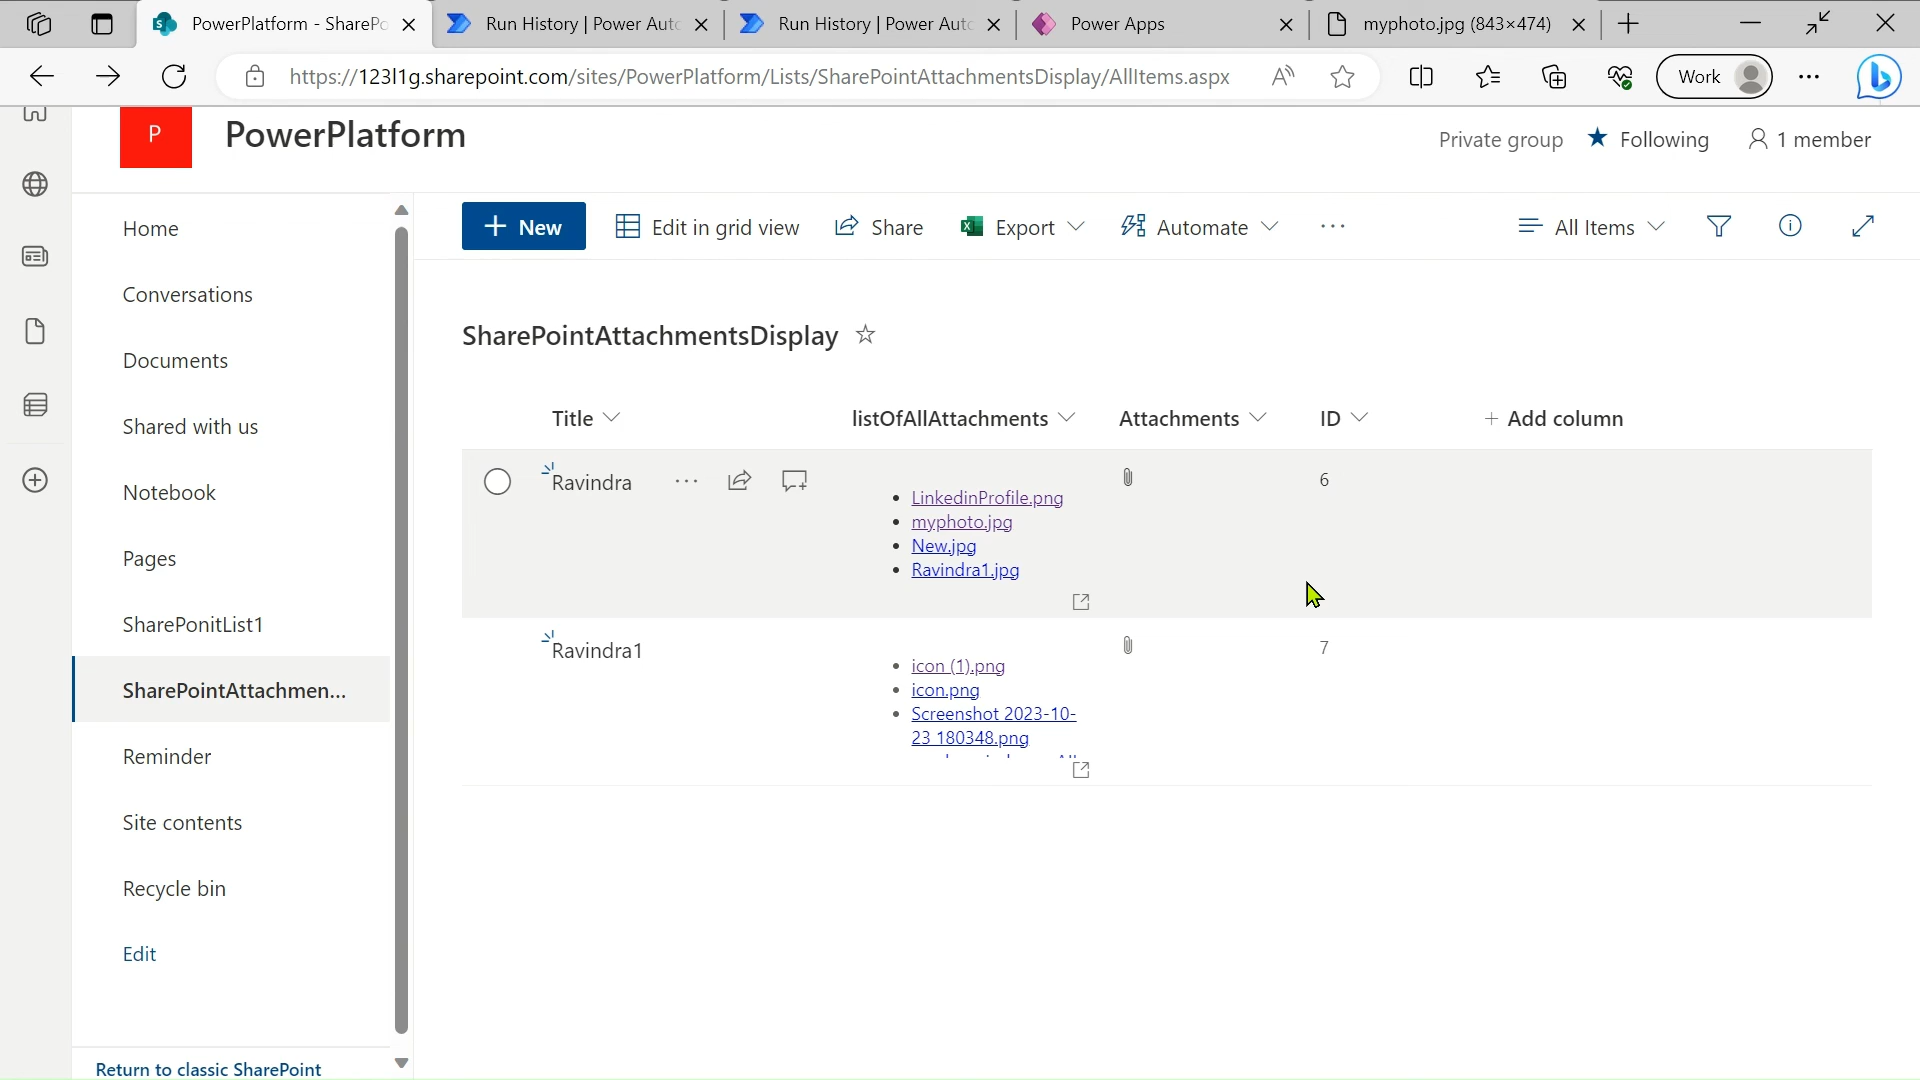 PowerPlatform - SharePo
Run History | Power Auto
Run History | Power Auto
Power Apps
myphoto.jpg (843×474)
https://123l1g.sharepoint.com/sites/PowerPlatform/Lists/SharePointAttachmentsDisplay/AllItems.aspx
Work
P
PowerPlatform
Private group
Following
1 member
Home
Conversations
Documents
Shared with us
Notebook
Pages
SharePonitList1
SharePointAttachmen...
Reminder
Site contents
Recycle bin
Edit
Return to classic SharePoint
+ New
Edit in grid view
Share
Export
Automate
...
All Items
SharePointAttachmentsDisplay
Title
listOfAllAttachments
Attachments
ID
+ Add column
Ravindra
• LinkedinProfile.png
• myphoto.jpg
• New.jpg
• Ravindra1.jpg
6
Ravindra1
• icon (1).png
• icon.png
• Screenshot 2023-10-
23 180348.png
7